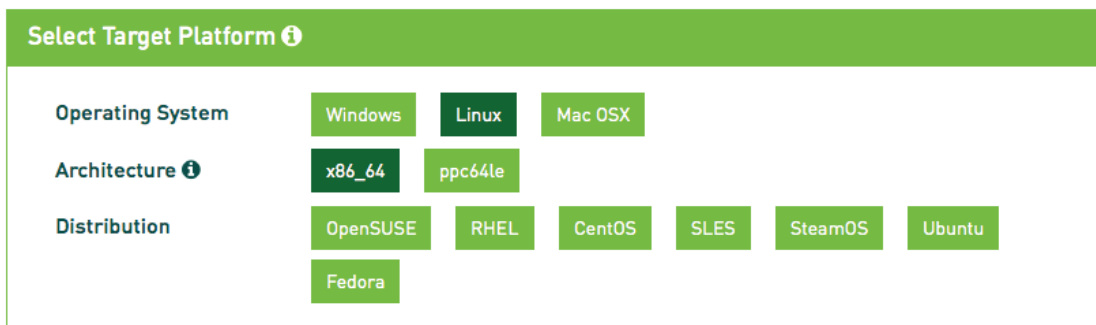 Select Target Platform
Operating System Windows Linux Mac OSX
Architecture x86_64 ppc64le
Distribution OpenSUSE RHEL CentOS SLES SteamOS Ubuntu
Fedora